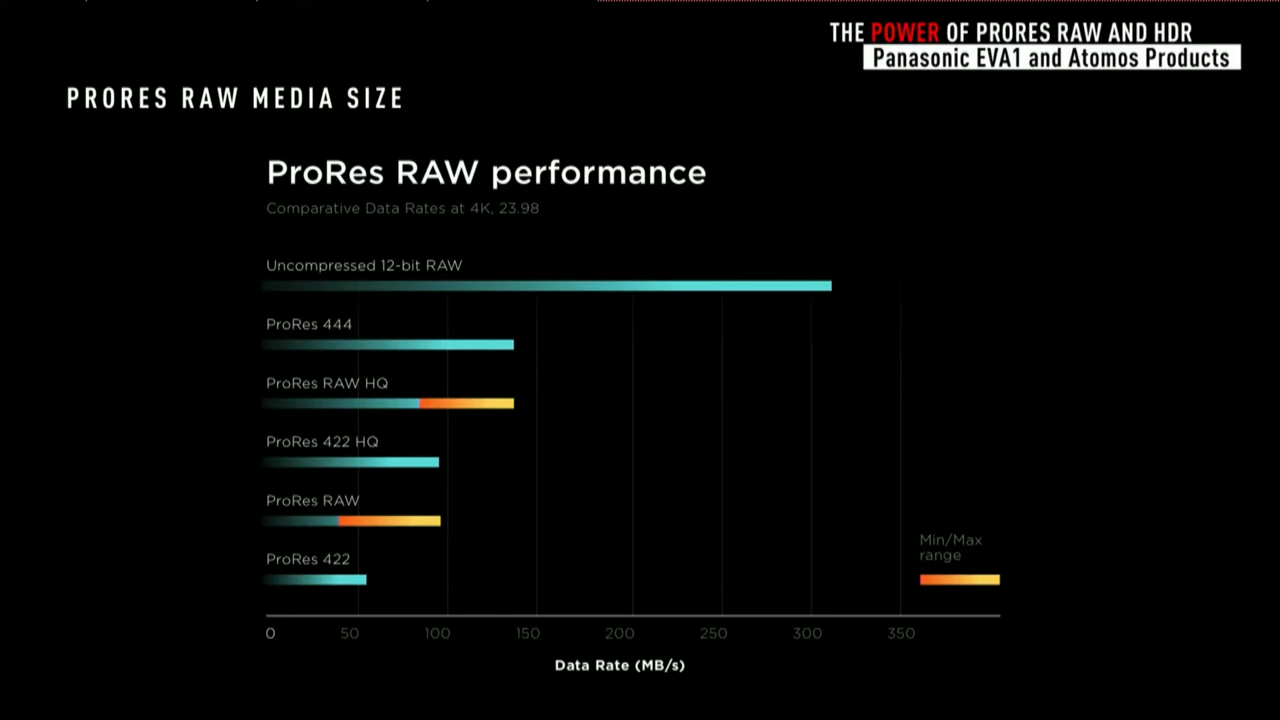 THE POWER OF PRORES RAW AND HDR
Panasonic EVA1 and Atomos Products
PRORES RAW MEDIA SIZE
ProRes RAW performance
Comparative Data Rates at 4K, 23.98
Uncompressed 12-bit RAW
ProRes 444
ProRes RAW HQ
ProRes 422 HQ
ProRes RAW
ProRes 422
Min/Max
range
0 50 100 150 200 250 300 350
Data Rate (MB/s)